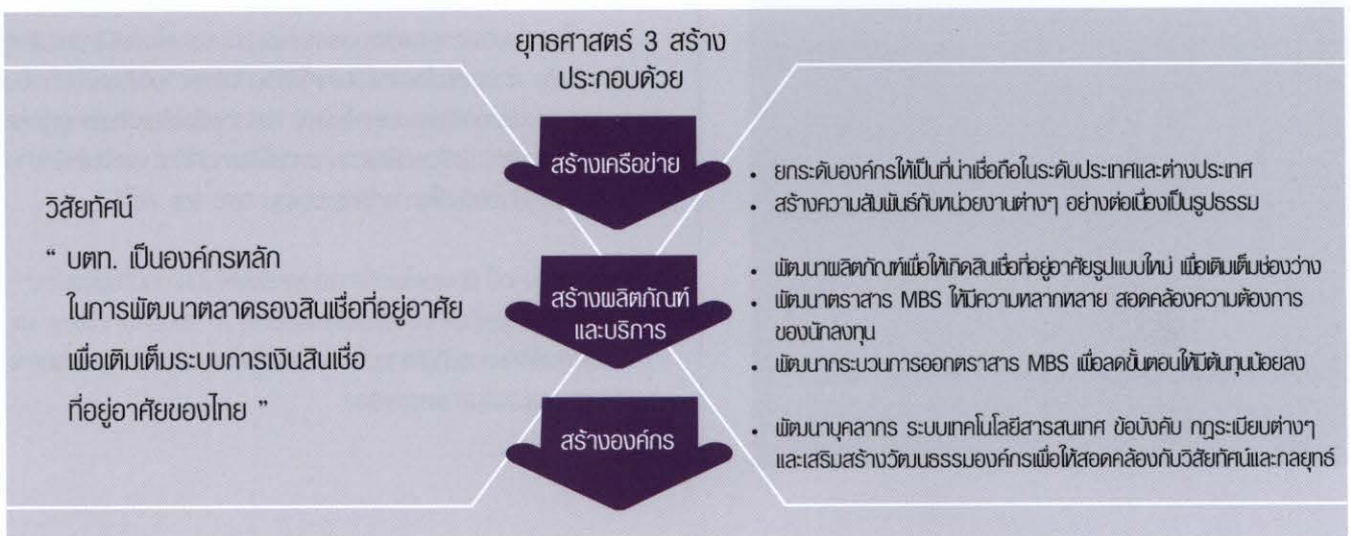 ยุทธศาสตร์ 3 สร้าง
ประกอบด้วย
วิสัยทัศน์
“ บตท. เป็นองค์กรหลัก
ในการพัฒนาตลาดรองสินเชื่อที่อยู่อาศัย
เพื่อเติมเต็มระบบการเงินสินเชื่อ
ที่อยู่อาศัยของไทย ”
สร้างเครือข่าย
• ยกระดับองค์กรให้เป็นที่น่าเชื่อถือในระดับประเทศและต่างประเทศ
• สร้างความสัมพันธ์กับหน่วยงานต่างๆ อย่างต่อเนื่องเป็นรูปธรรม
สร้างผลิตภัณฑ์
และบริการ
• พัฒนาผลิตภัณฑ์เพื่อให้เกิดสินเชื่อที่อยู่อาศัยรูปแบบใหม่ เพื่อเติมเต็มช่องว่าง
• พัฒนาตราสาร MBS ให้มีความหลากหลาย สอดคล้องความต้องการ
ของนักลงทุน
• พัฒนากระบวนการออกตราสาร MBS เพื่อลดขั้นตอนให้มีต้นทุนน้อยลง
สร้างองค์กร
• พัฒนาบุคลากร ระบบเทคโนโลยีสารสนเทศ ข้อบังคับ กฎระเบียบต่างๆ
และเสริมสร้างวัฒนธรรมองค์กรเพื่อให้สอดคล้องกับวิสัยทัศน์และกลยุทธ์